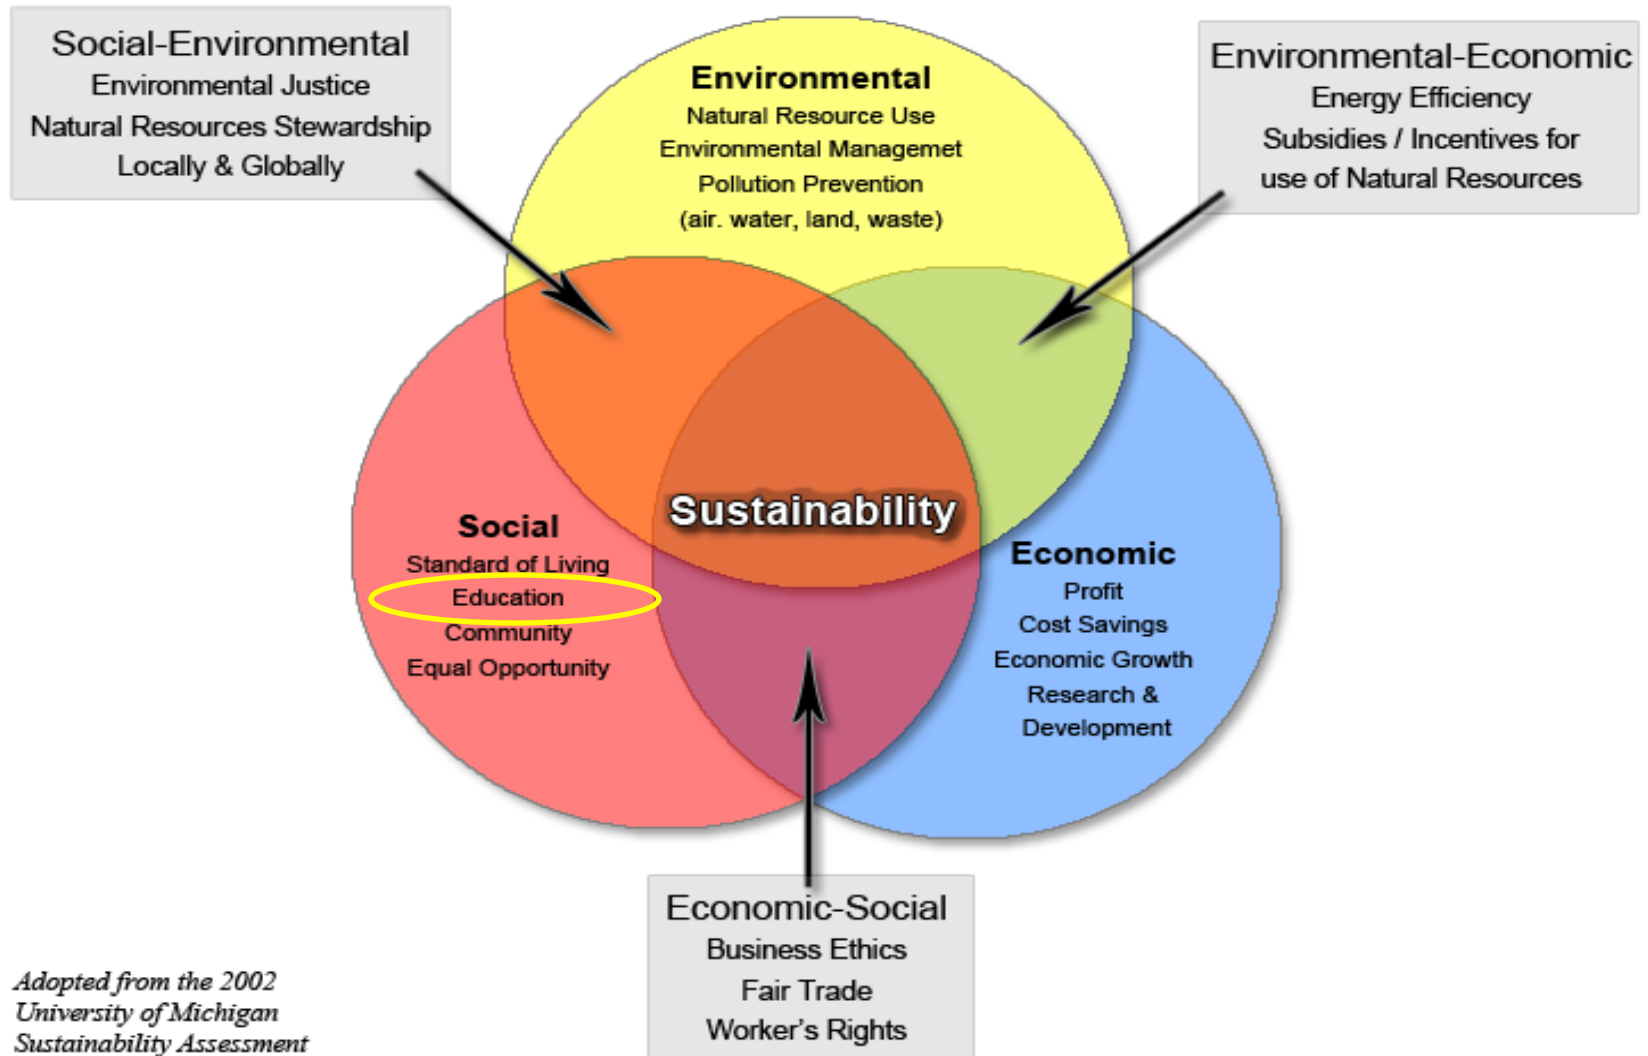 Social-Environmental
Environmental Justice
Natural Resources Stewardship
Locally & Globally
Environmental
Natural Resource Use
Environmental Managemet
Pollution Prevention
(air. water, land, waste)
Environmental-Economic
Energy Efficiency
Subsidies / Incentives for
use of Natural Resources
Sustainability
Social
Standard of Living
Education
Community
Equal Opportunity
Economic
Profit
Cost Savings
Economic Growth
Research &
Development
Economic-Social
Business Ethics
Fair Trade
Worker's Rights
Adopted from the 2002
University of Michigan
Sustainability Assessment